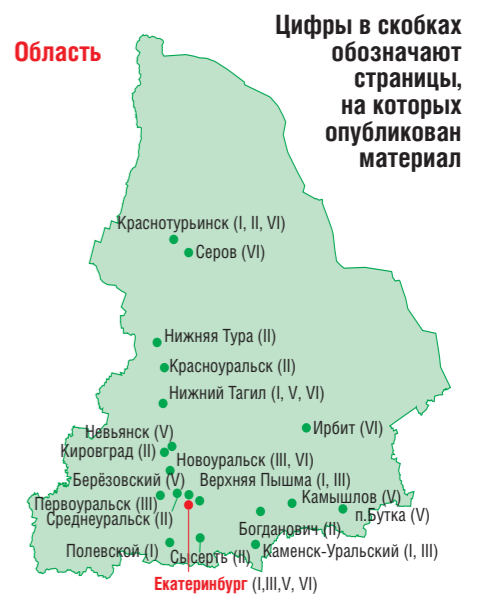 Область
Цифры в скобках
обозначают
страницы,
на которых
опубликован
материал
Краснотурьинск (I, II, VI)
Серов (VI)
Нижняя Тура (II)
Красноуральск (II)
Нижний Тагил (I, V, VI)
Ирбит (VI)
Невьянск (V)
Кировград (II)
Новоуральск (III, VI)
Берёзовский (V)
Верхняя Пышма (I, III)
Камышлов (V)
Первоуральск (III)
п.Бутка (V)
Среднеуральск (II)
Богданович (II)
Полевской (I)
Сысерть (II)
Каменск-Уральский (I, III)
Екатеринбург (I,III,V, VI)